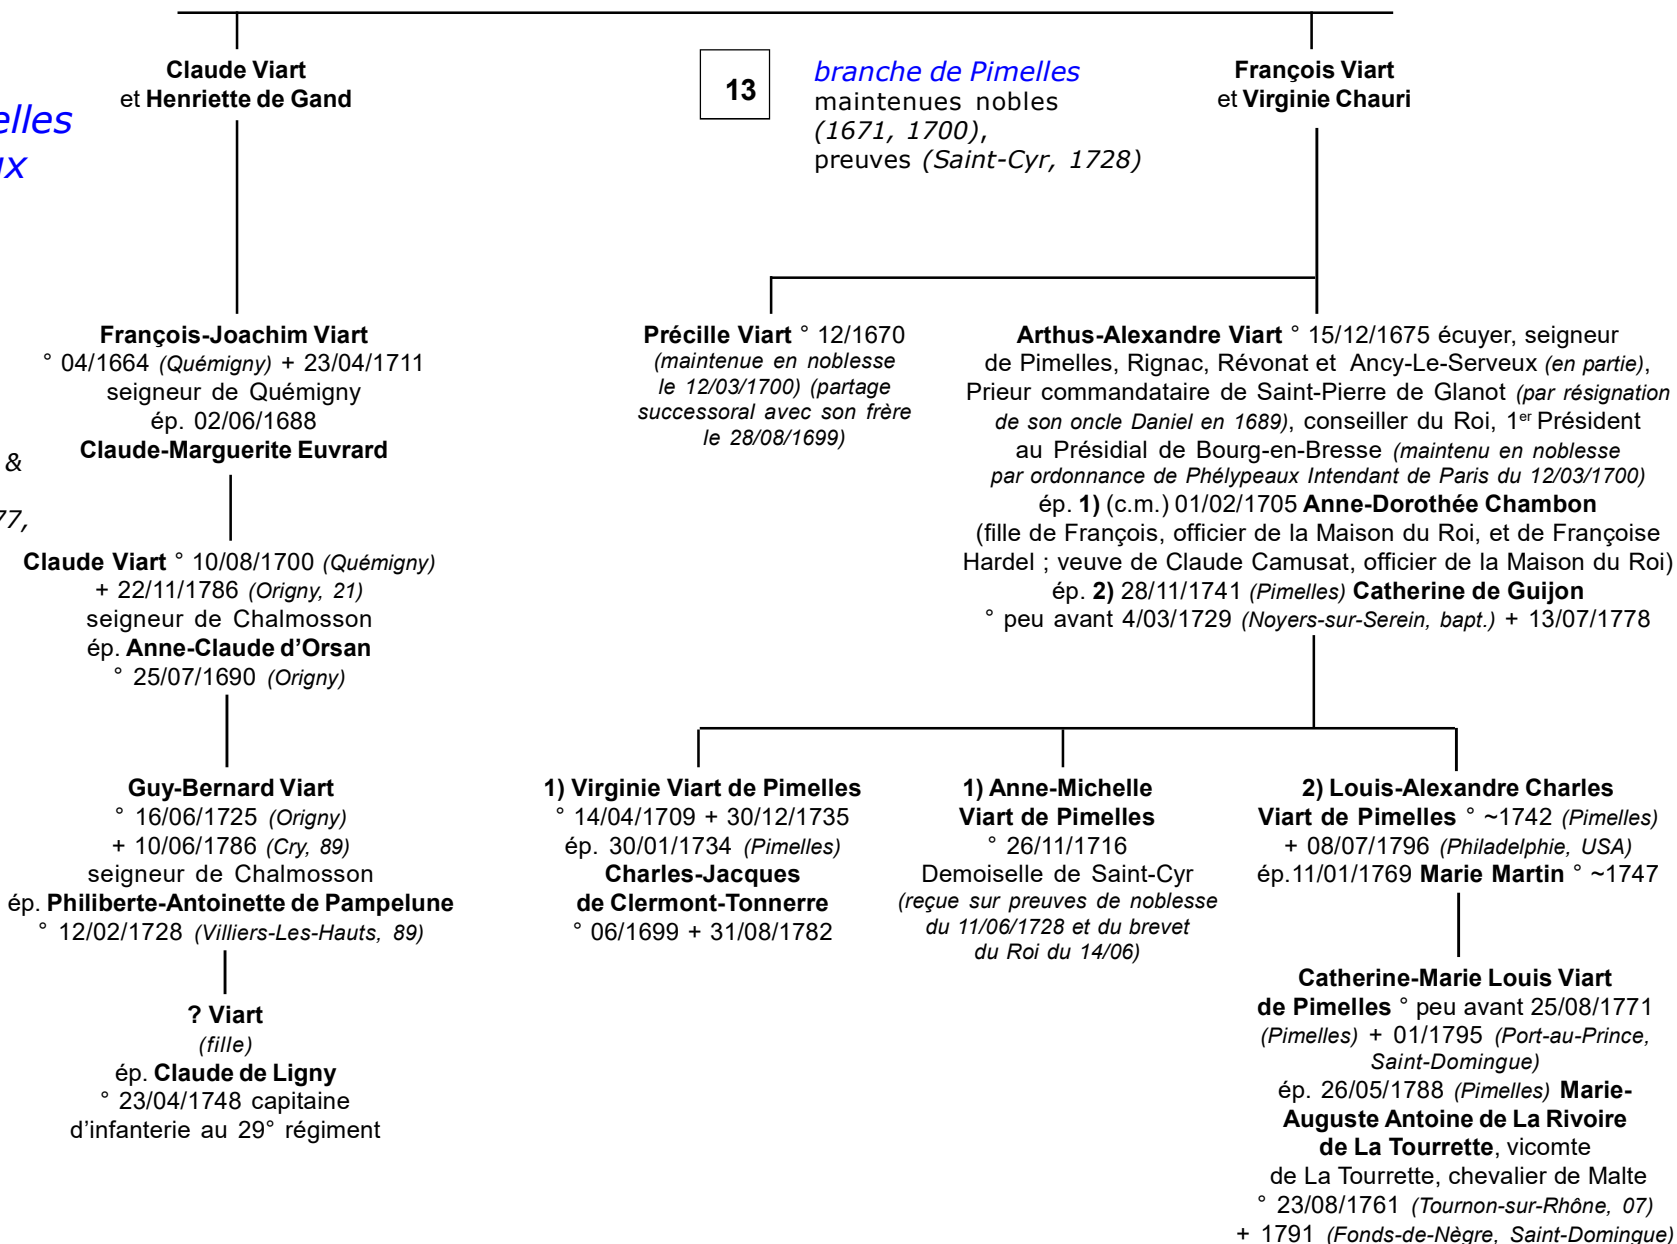 Claude Viart
et Henriette de Gand
13
branche de Pimelles
maintenues nobles
(1671, 1700),
preuves (Saint-Cyr, 1728)
François Viart
et Virginie Chauri
elles
ux
&
77,
François-Joachim Viart
° 04/1664 (Quémigny) + 23/04/1711
seigneur de Quémigny
ép. 02/06/1688
Claude-Marguerite Euvrard
Claude Viart ° 10/08/1700 (Quémigny)
+ 22/11/1786 (Origny, 21)
seigneur de Chalmosson
ép. Anne-Claude d’Orsan
° 25/07/1690 (Origny)
Guy-Bernard Viart
° 16/06/1725 (Origny)
+ 10/06/1786 (Cry, 89)
seigneur de Chalmosson
ép. Philiberte-Antoinette de Pampelune
° 12/02/1728 (Villiers-Les-Hauts, 89)
? Viart
(fille)
ép. Claude de Ligny
° 23/04/1748 capitaine
d’infanterie au 29° régiment
Précille Viart ° 12/1670
(maintenue en noblesse
le 12/03/1700) (partage
successoral avec son frère
le 28/08/1699)
Arthus-Alexandre Viart ° 15/12/1675 écuyer, seigneur
de Pimelles, Rignac, Révonat et Ancy-Le-Serveux (en partie),
Prieur commandataire de Saint-Pierre de Glanot (par résignation
de son oncle Daniel en 1689), conseiller du Roi, 1er Président
au Présidial de Bourg-en-Bresse (maintenu en noblesse
par ordonnance de Phélypeaux Intendant de Paris du 12/03/1700)
ép. 1) (c.m.) 01/02/1705 Anne-Dorothée Chambon
(fille de François, officier de la Maison du Roi, et de Françoise
Hardel ; veuve de Claude Camusat, officier de la Maison du Roi)
ép. 2) 28/11/1741 (Pimelles) Catherine de Guijon
° peu avant 4/03/1729 (Noyers-sur-Serein, bapt.) + 13/07/1778
1) Virginie Viart de Pimelles
° 14/04/1709 + 30/12/1735
ép. 30/01/1734 (Pimelles)
Charles-Jacques
de Clermont-Tonnerre
° 06/1699 + 31/08/1782
1) Anne-Michelle
Viart de Pimelles
° 26/11/1716
Demoiselle de Saint-Cyr
(reçue sur preuves de noblesse
du 11/06/1728 et du brevet
du Roi du 14/06)
2) Louis-Alexandre Charles
Viart de Pimelles ° ~1742 (Pimelles)
+ 08/07/1796 (Philadelphie, USA)
ép.11/01/1769 Marie Martin ° ~1747
Catherine-Marie Louis Viart
de Pimelles ° peu avant 25/08/1771
(Pimelles) + 01/1795 (Port-au-Prince,
Saint-Domingue)
ép. 26/05/1788 (Pimelles) Marie-
Auguste Antoine de La Rivoire
de La Tourrette, vicomte
de La Tourrette, chevalier de Malte
° 23/08/1761 (Tournon-sur-Rhône, 07)
+ 1791 (Fonds-de-Nègre, Saint-Domingue)